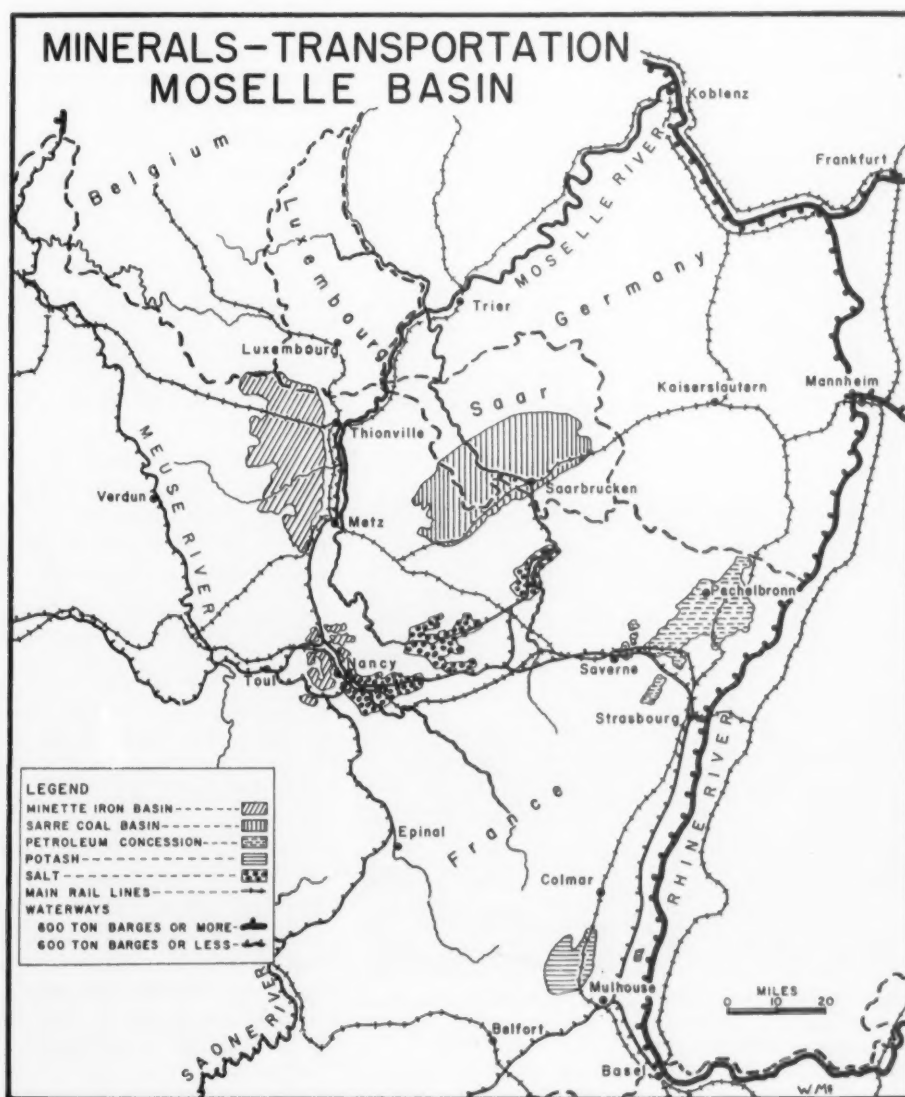 MINERALS-TRANSPORTATION
MOSELLE BASIN
Koblenz
Frankfurt
Belgium
Luxembourg
MOSELLE RIVER
Germany
Trier
Luxembourg
Saar
Kaiserslautern
Mannheim
Thionville
MEUSE RIVER
Verdun
Saarbrucken
Metz
Pechelbronn
Nancy
Toul
Saverne
Strasbourg
RHINE RIVER
France
LEGEND
MINETTE IRON BASIN
SARRE COAL BASIN
PETROLEUM CONCESSION
POTASH
SALT
MAIN RAIL LINES
WATERWAYS
600 TON BARGES OR MORE
600 TON BARGES OR LESS
Epinal
Colmar
SAONE RIVER
Mulhouse
MILES
0 10 20
Belfort
Basel